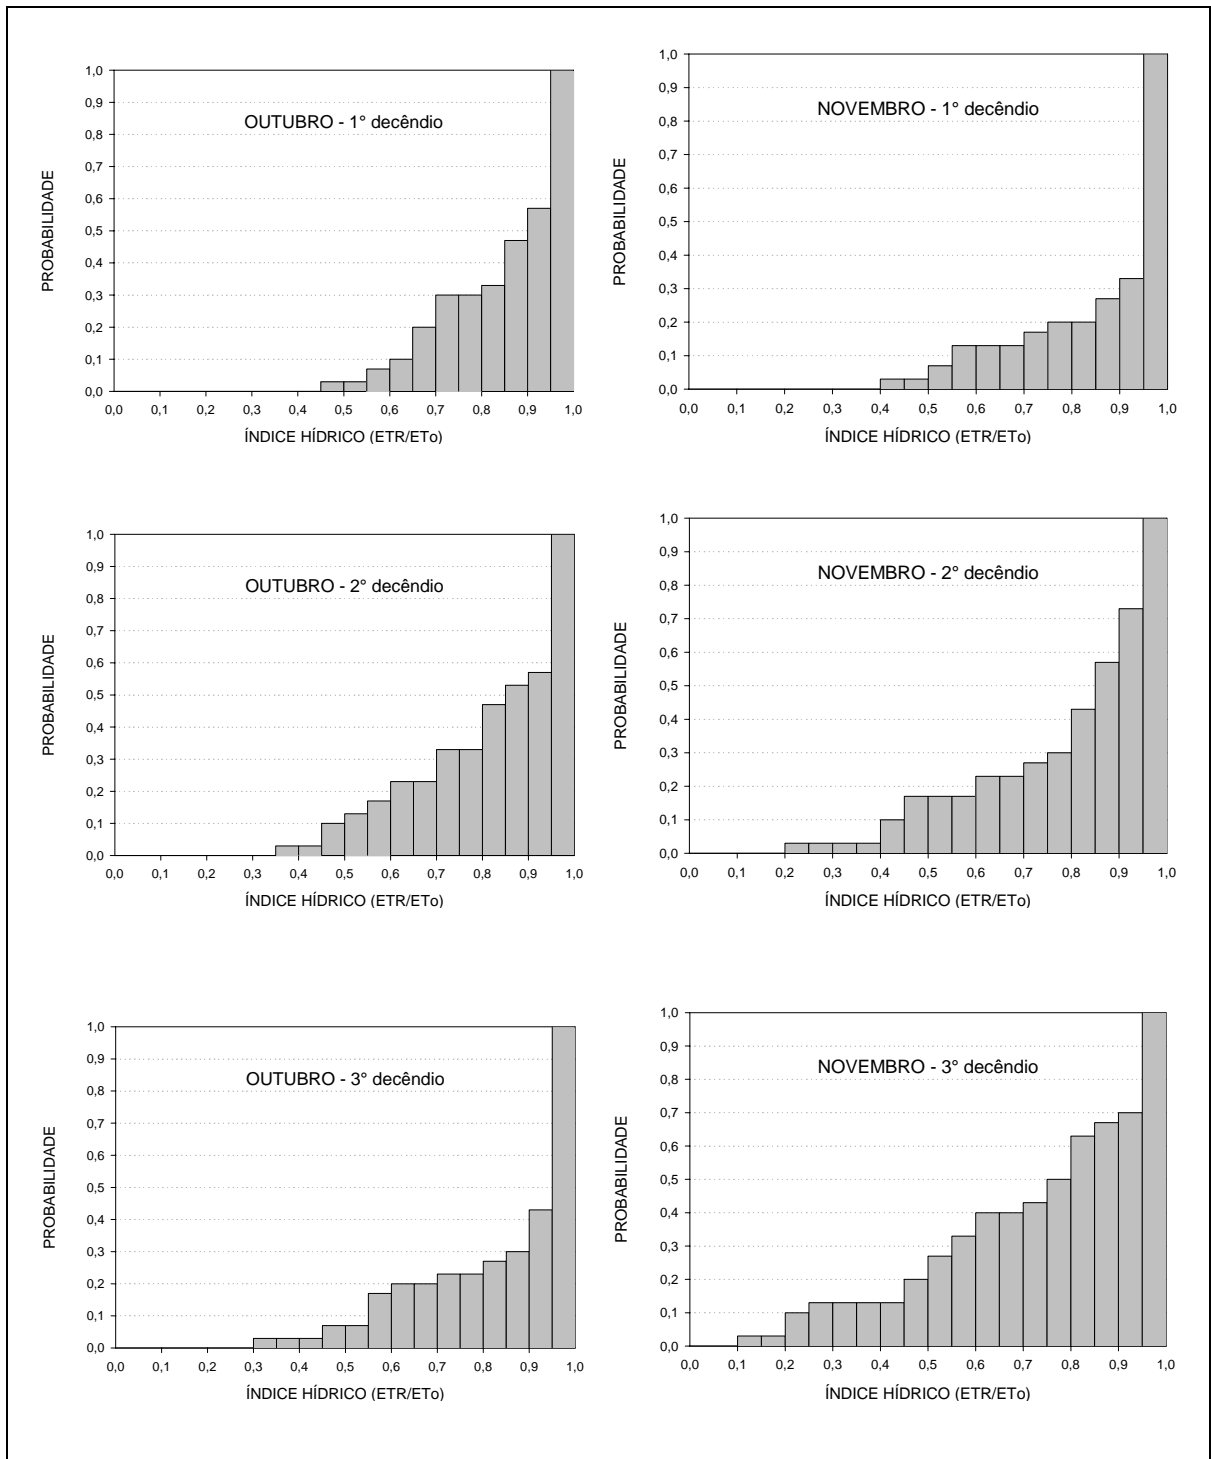 OUTUBRO - 1° decêndio
PROBABILIDADE
1,0
0,9
0,8
0,7
0,6
0,5
0,4
0,3
0,2
0,1
0,0
0,0 0,1 0,2 0,3 0,4 0,5 0,6 0,7 0,8 0,9 1,0
ÍNDICE HÍDRICO (ETR/ETo)
NOVEMBRO - 1° decêndio
PROBABILIDADE
1,0
0,9
0,8
0,7
0,6
0,5
0,4
0,3
0,2
0,1
0,0
0,0 0,1 0,2 0,3 0,4 0,5 0,6 0,7 0,8 0,9 1,0
ÍNDICE HÍDRICO (ETR/ETo)
OUTUBRO - 2° decêndio
PROBABILIDADE
1,0
0,9
0,8
0,7
0,6
0,5
0,4
0,3
0,2
0,1
0,0
0,0 0,1 0,2 0,3 0,4 0,5 0,6 0,7 0,8 0,9 1,0
ÍNDICE HÍDRICO (ETR/ETo)
NOVEMBRO - 2° decêndio
PROBABILIDADE
1,0
0,9
0,8
0,7
0,6
0,5
0,4
0,3
0,2
0,1
0,0
0,0 0,1 0,2 0,3 0,4 0,5 0,6 0,7 0,8 0,9 1,0
ÍNDICE HÍDRICO (ETR/ETo)
OUTUBRO - 3° decêndio
PROBABILIDADE
1,0
0,9
0,8
0,7
0,6
0,5
0,4
0,3
0,2
0,1
0,0
0,0 0,1 0,2 0,3 0,4 0,5 0,6 0,7 0,8 0,9 1,0
ÍNDICE HÍDRICO (ETR/ETo)
NOVEMBRO - 3° decêndio
PROBABILIDADE
1,0
0,9
0,8
0,7
0,6
0,5
0,4
0,3
0,2
0,1
0,0
0,0 0,1 0,2 0,3 0,4 0,5 0,6 0,7 0,8 0,9 1,0
ÍNDICE HÍDRICO (ETR/ETo)